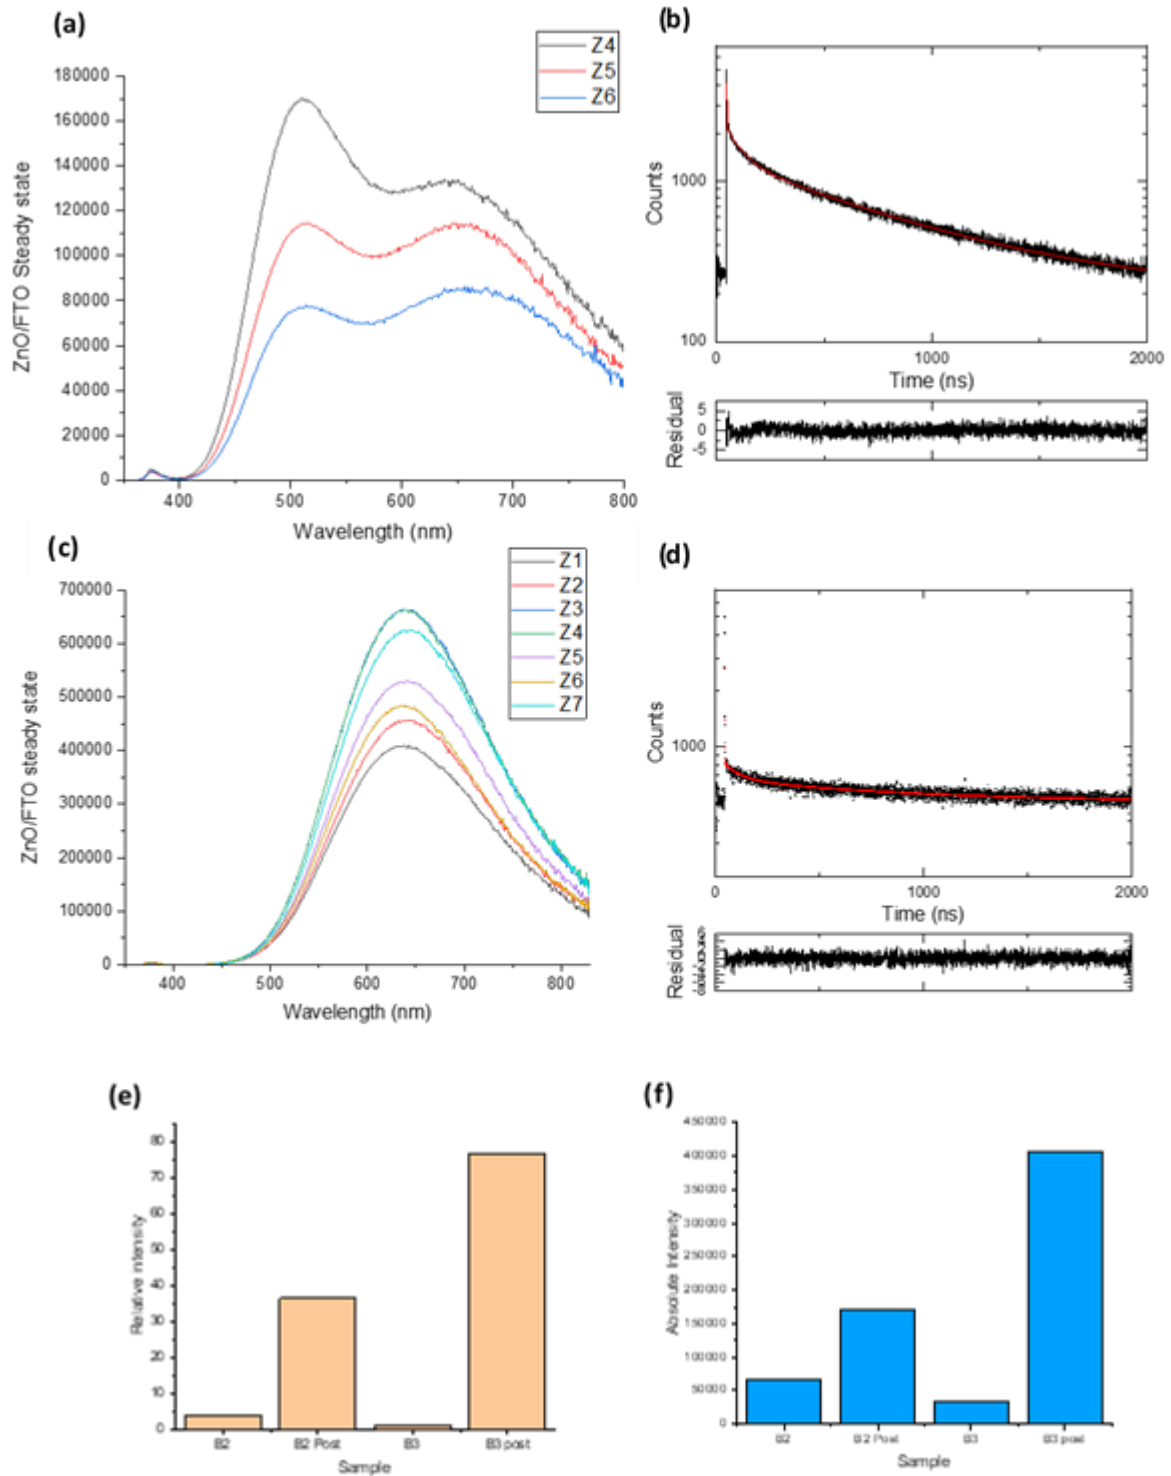 (a)
Z4
Z5
Z6
180000
160000
140000
120000
100000
80000
60000
40000
20000
0
ZnO/FTO Steady state
400 500 600 700 800
Wavelength (nm)
(b)
1000
100
Counts
0 1000 2000
Time (ns)
5
0
-5
Residual
(c)
Z1
Z2
Z3
Z4
Z5
Z6
Z7
700000
600000
500000
400000
300000
200000
100000
0
ZnO/FTO steady state
400 500 600 700 800
Wavelength (nm)
(d)
1000
Counts
0 1000 2000
Time (ns)
Residual
(e)
80
70
60
50
40
30
20
10
0
Relative intensity
B2 B2 Post B3 B3 post
Sample
(f)
450000
400000
350000
300000
250000
200000
150000
100000
50000
0
Absolute Intensity
B2 B2 Post B3 B3 post
Sample